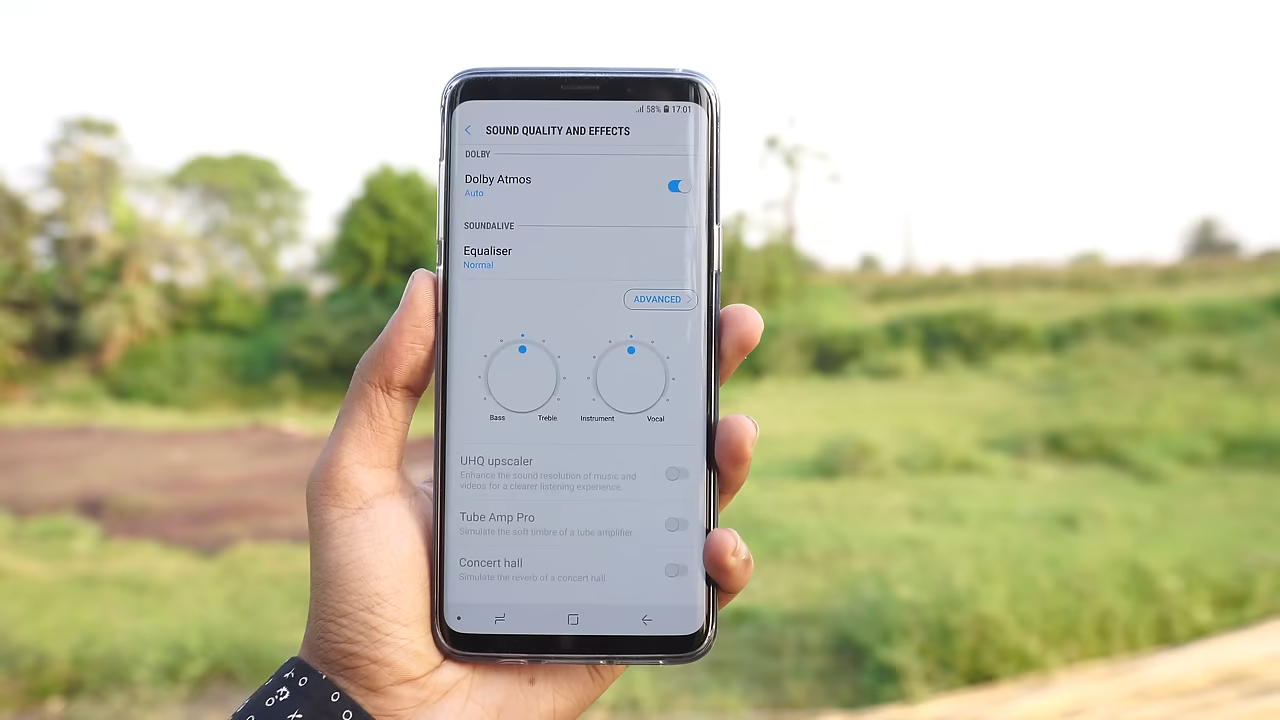 58% 17:01
SOUND QUALITY AND EFFECTS
DOLBY
Dolby Atmos
Auto
SOUNDALIVE
Equaliser
Normal
ADVANCED
Bass Treble Instrument Vocal
UHQ upscaler
Enhance the sound resolution of music and
videos for a clearer listening experience.
Tube Amp Pro
Simulate the soft timbre of a tube amplifier
Concert hall
Simulate the reverb of a concert hall